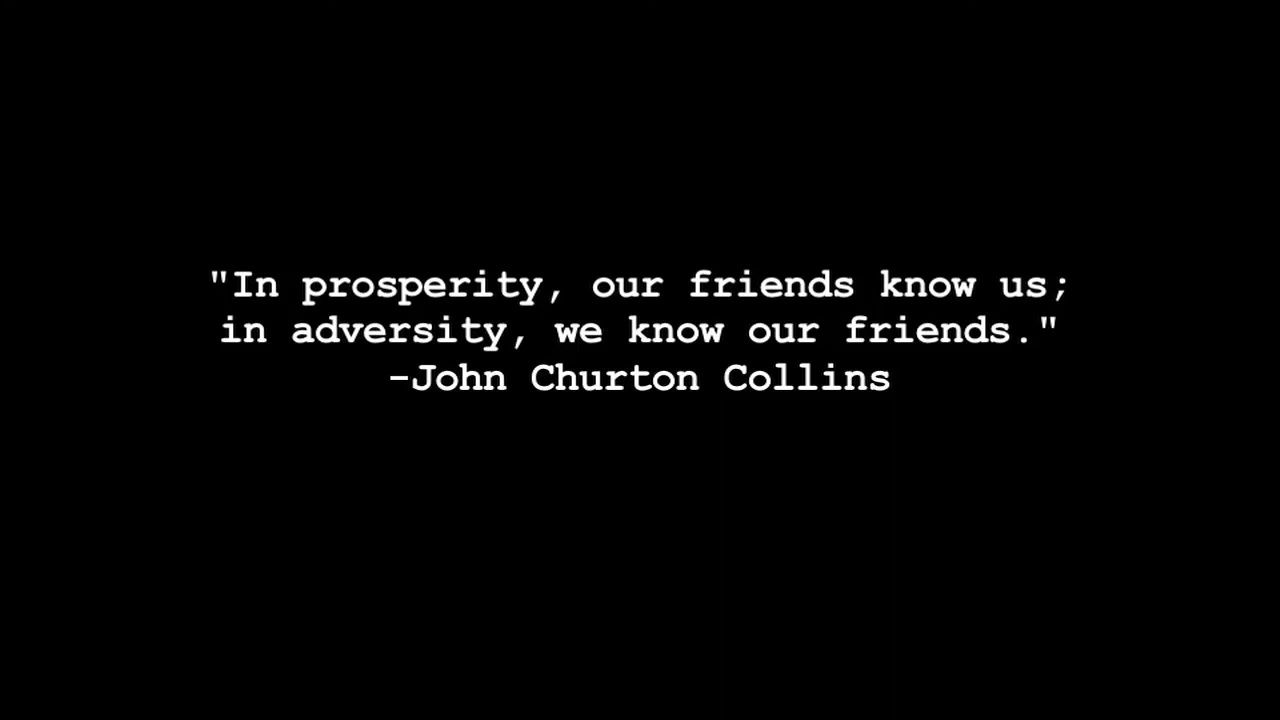 "In prosperity, our friends know us;
in adversity, we know our friends."
-John Churton Collins